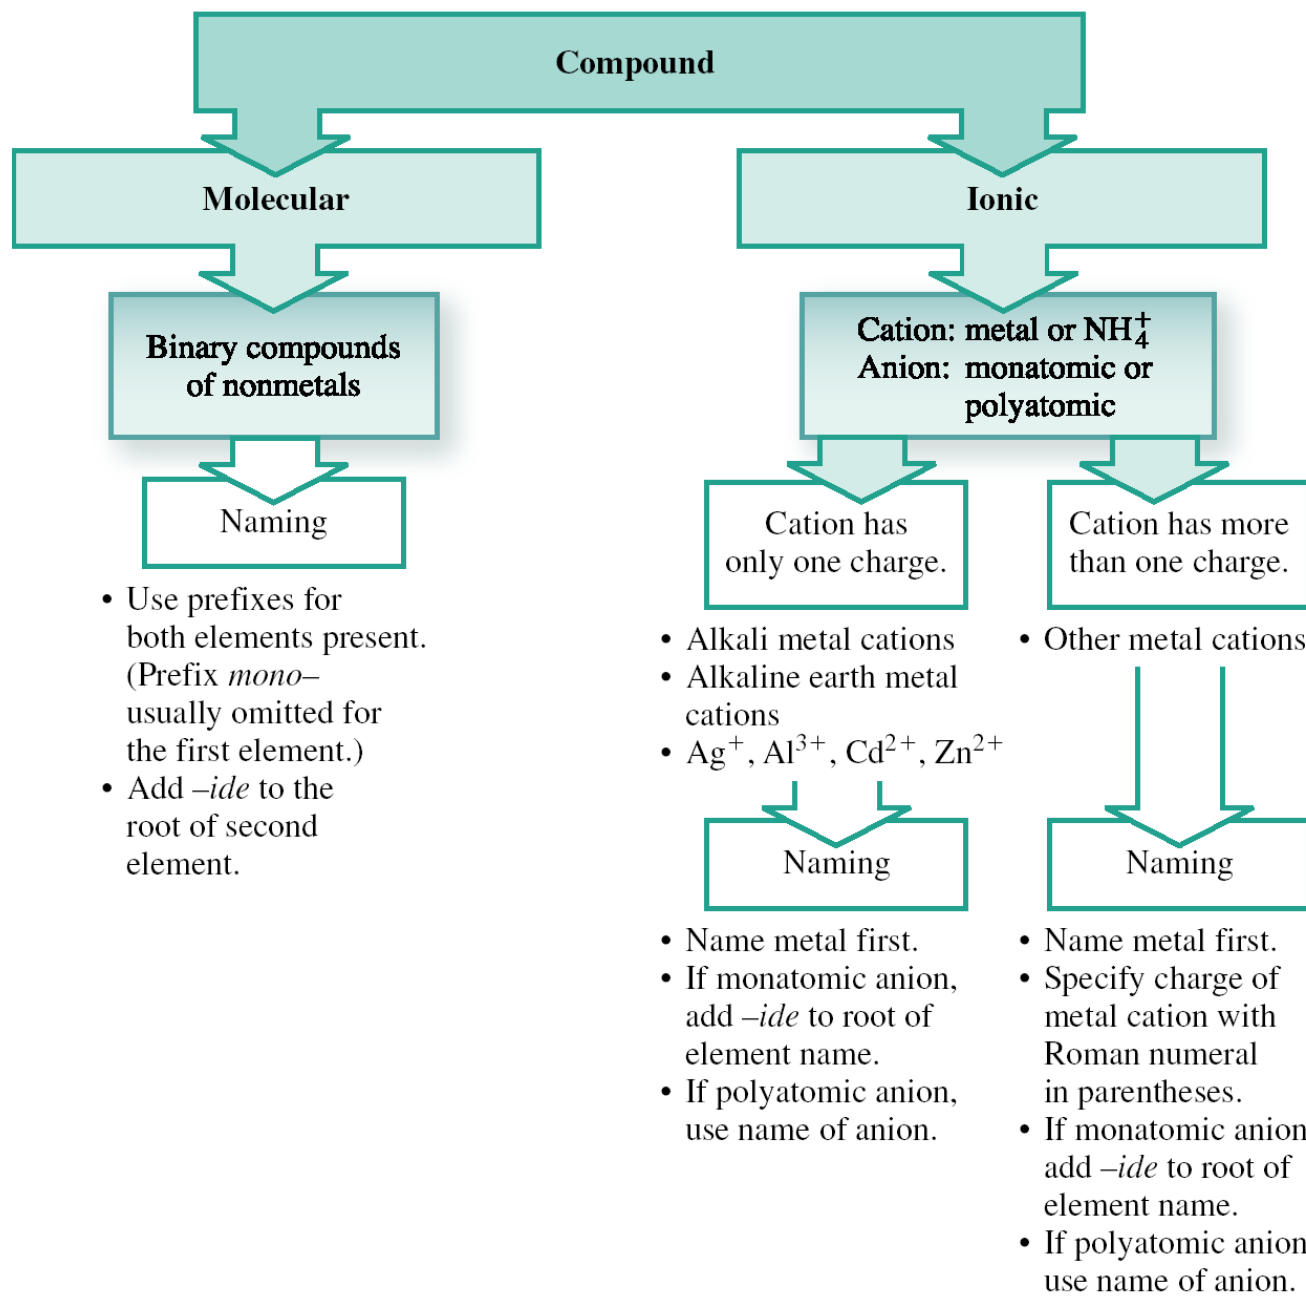 Compound
Molecular
Binary compounds
of nonmetals
Naming
• Use prefixes for
both elements present.
(Prefix mono–
usually omitted for
the first element.)
• Add –ide to the
root of second
element.
Ionic
Cation: metal or NH₄⁺
Anion: monatomic or
polyatomic
Cation has
only one charge.
• Alkali metal cations
• Alkaline earth metal
cations
• Ag⁺, Al³⁺, Cd²⁺, Zn²⁺
Naming
• Name metal first.
• If monatomic anion,
add –ide to root of
element name.
• If polyatomic anion,
use name of anion.
Cation has more
than one charge.
• Other metal cations
Naming
• Name metal first.
• Specify charge of
metal cation with
Roman numeral
in parentheses.
• If monatomic anion
add –ide to root of
element name.
• If polyatomic anion
use name of anion.